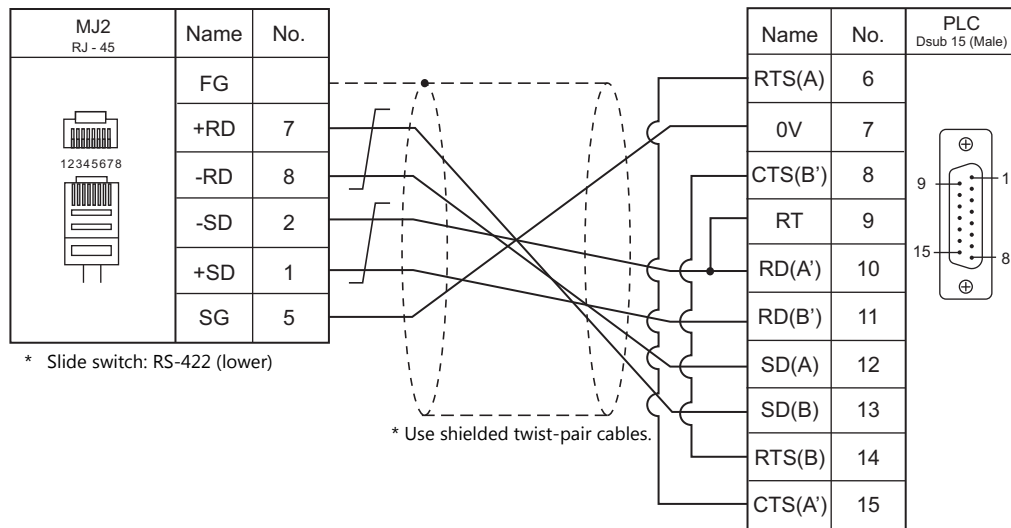 MJ2
RJ - 45
Name
No.
FG
+RD
7
-RD
8
-SD
2
+SD
1
SG
5
12345678
* Slide switch: RS-422 (lower)
* Use shielded twist-pair cables.
Name
No.
PLC
Dsub 15 (Male)
RTS(A)
6
0V
7
CTS(B’)
8
RT
9
RD(A’)
10
RD(B’)
11
SD(A)
12
SD(B)
13
RTS(B)
14
CTS(A’)
15
9
1
15
8